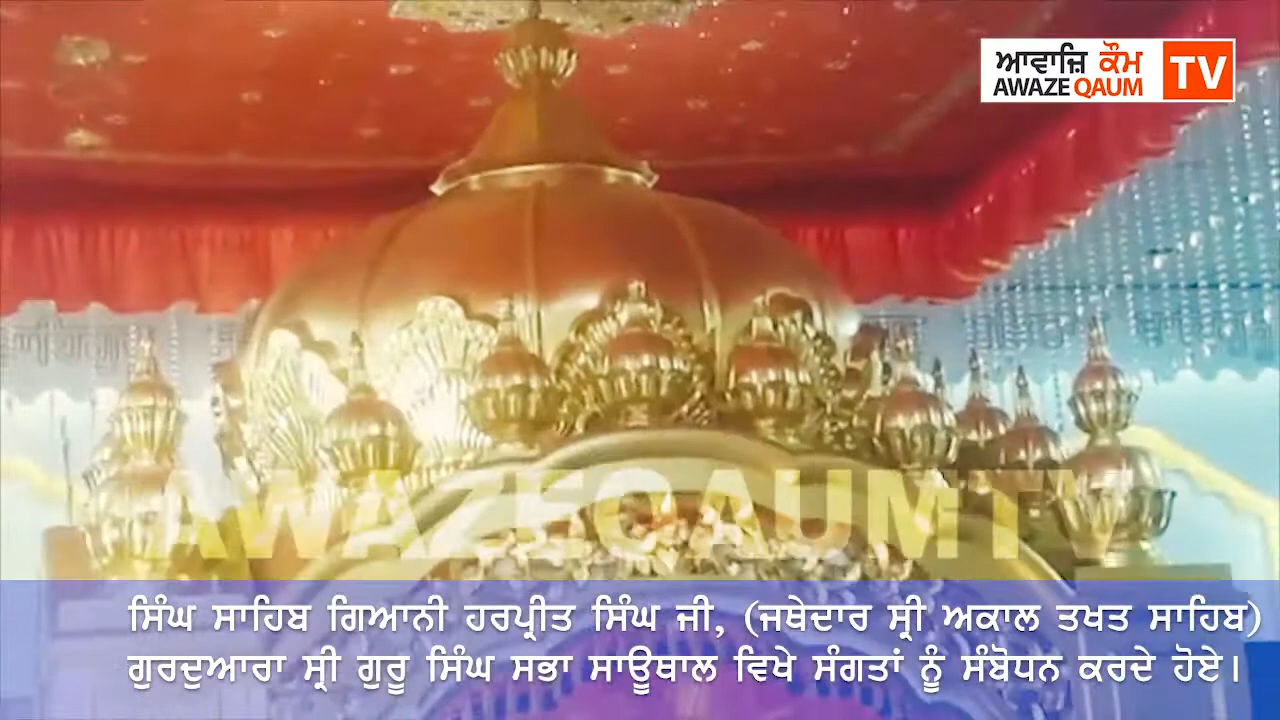 ਆਵਾਜ਼ਿ ਕੌਮ
AWAZE QAUM
TV
AWAZEQAUMTV
ਸਿੰਘ ਸਾਹਿਬ ਗਿਆਨੀ ਹਰਪ੍ਰੀਤ ਸਿੰਘ ਜੀ, (ਜਥੇਦਾਰ ਸ੍ਰੀ ਅਕਾਲ ਤਖਤ ਸਾਹਿਬ)
ਗੁਰਦੁਆਰਾ ਸ੍ਰੀ ਗੁਰੂ ਸਿੰਘ ਸਭਾ ਸਾਊਥਾਲ ਵਿਖੇ ਸੰਗਤਾਂ ਨੂੰ ਸੰਬੋਧਨ ਕਰਦੇ ਹੋਏ।